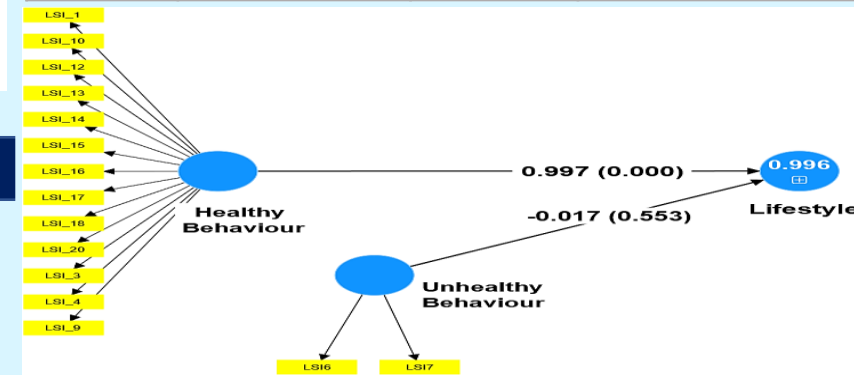 LSI_1
LSI_10
LSI_12
LSI_13
LSI_14
LSI_15
LSI_16
LSI_17
LSI_18
LSI_20
LSI_3
LSI_4
LSI_9
Healthy
Behaviour
0.997 (0.000)
0.996
Lifestyle
-0.017 (0.553)
Unhealthy
Behaviour
LSI6
LSI7